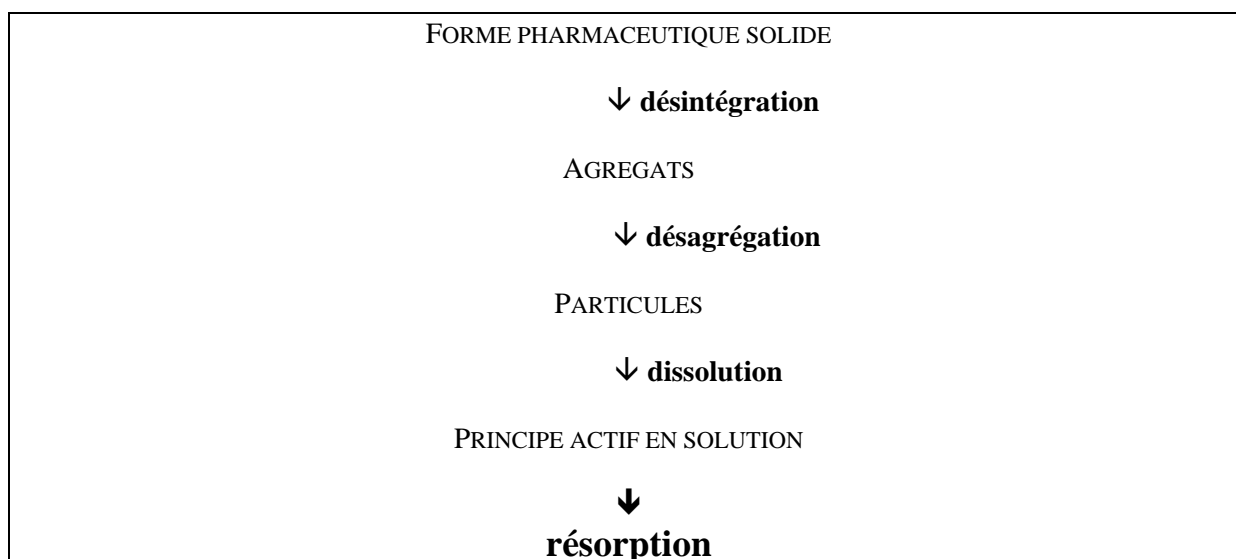 FORME PHARMACEUTIQUE SOLIDE
↓ désintégration
AGREGATS
↓ désagrégation
PARTICULES
↓ dissolution
PRINCIPE ACTIF EN SOLUTION
↓
résorption